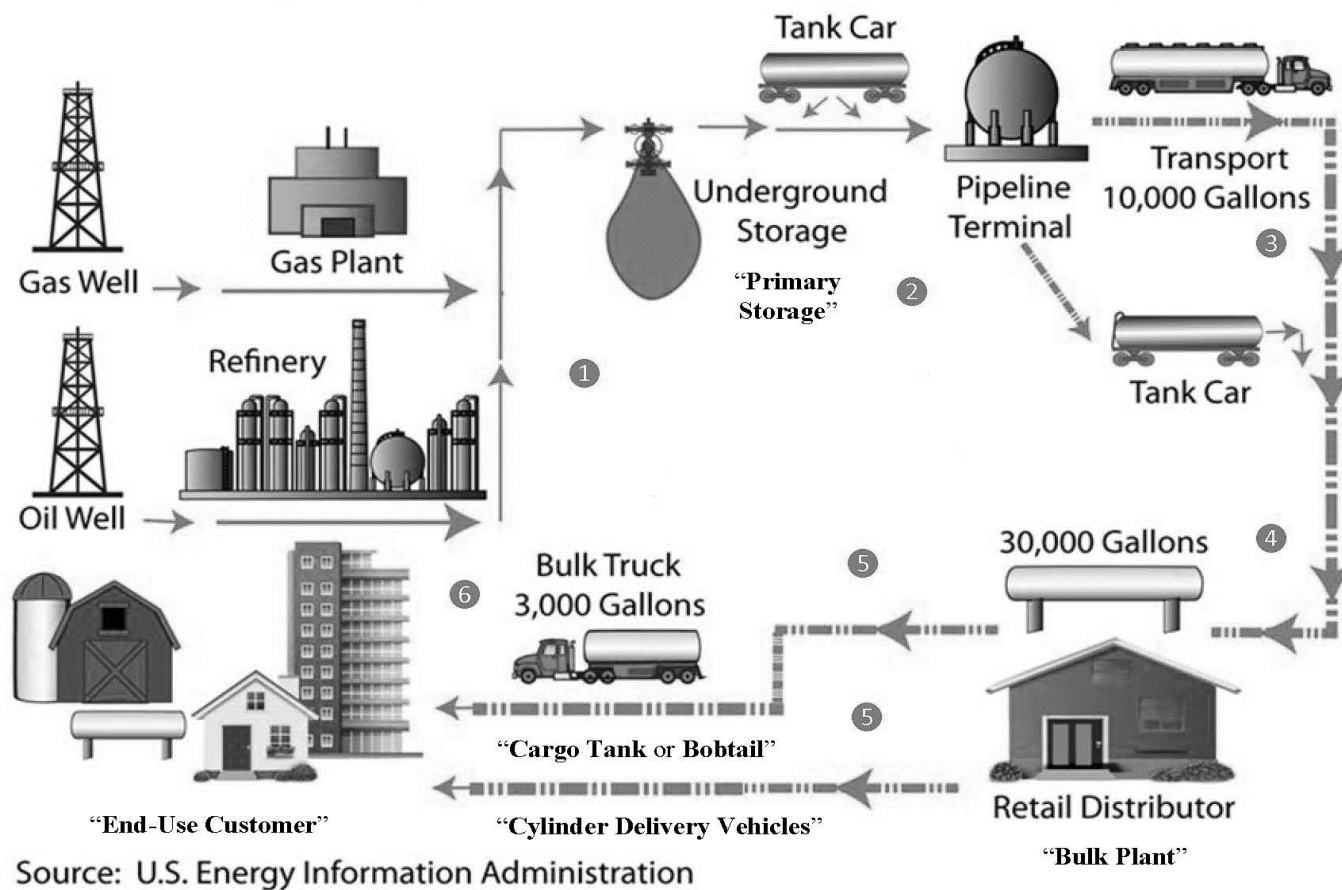 Tank Car
Gas Well
Gas Plant
Underground
Storage
“Primary
Storage”
Pipeline
Terminal
Transport
10,000 Gallons
3
2
Tank Car
Refinery
1
Oil Well
30,000 Gallons
4
Bulk Truck
3,000 Gallons
5
6
5
“Cargo Tank or Bobtail”
Retail Distributor
“End-Use Customer”
“Cylinder Delivery Vehicles”
“Bulk Plant”
Source: U.S. Energy Information Administration